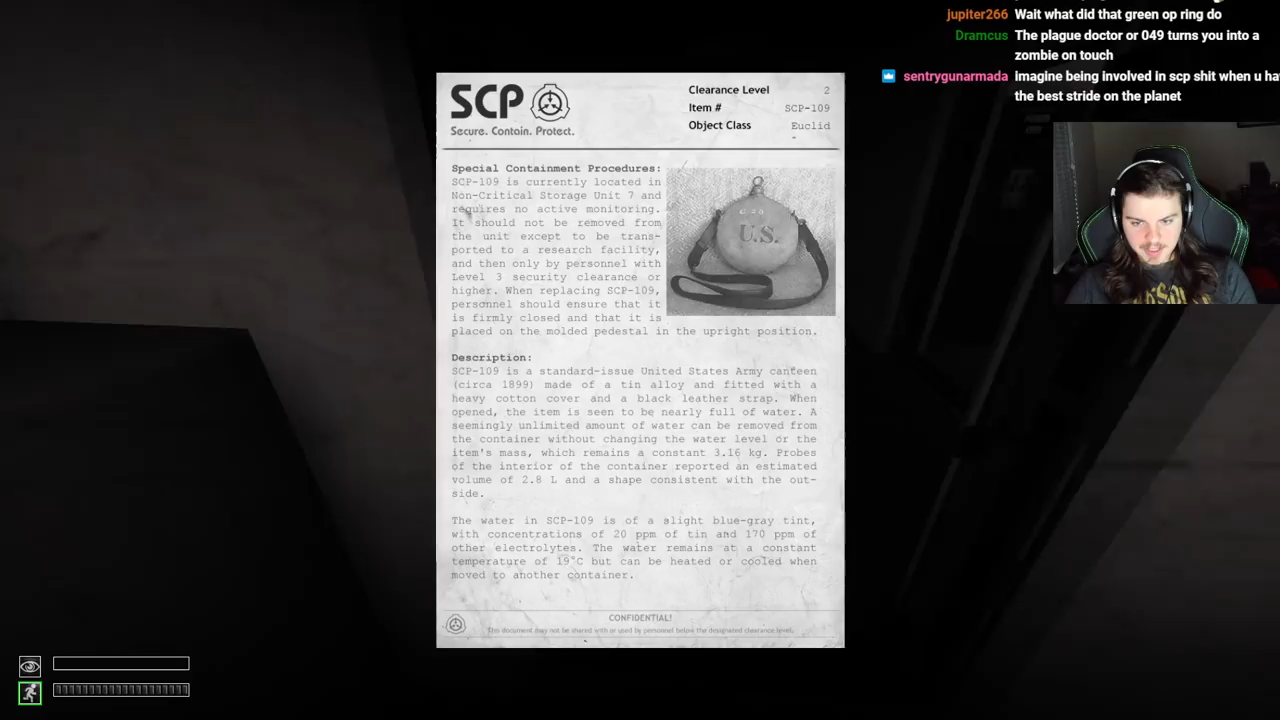 jupiter266 Wait what did that green op ring do
Dramcus The plague doctor or 049 turns you into a
zombie on touch
sentrygunarmada imagine being involved in scp shit when u ha
the best stride on the planet
SCP
Secure. Contain. Protect.
Clearance Level 2
Item # SCP-109
Object Class Euclid
Special Containment Procedures:
SCP-109 is currently located in
Non-Critical Storage Unit 7 and
requires no active monitoring.
It should not be removed from
the unit except to be trans-
ported to a research facility,
and then only by personnel with
Level 3 security clearance or
higher. When replacing SCP-109,
personnel should ensure that it
is firmly closed and that it is
placed on the molded pedestal in the upright position.
U.S.
Description:
SCP-109 is a standard-issue United States Army canteen
(circa 1899) made of a tin alloy and fitted with a
heavy cotton cover and a black leather strap. When
opened, the item is seen to be nearly full of water. A
seemingly unlimited amount of water can be removed from
the container without changing the water level or the
item's mass, which remains a constant 3.16 kg. Probes
of the interior of the container reported an estimated
volume of 2.8 L and a shape consistent with the out-
side.
The water in SCP-109 is of a slight blue-gray tint,
with concentrations of 20 ppm of tin and 170 ppm of
other electrolytes. The water remains at a constant
temperature of 19°C but can be heated or cooled when
moved to another container.
CONFIDENTIAL!
This document may not be shared with or used by personnel below the designated clearance level.